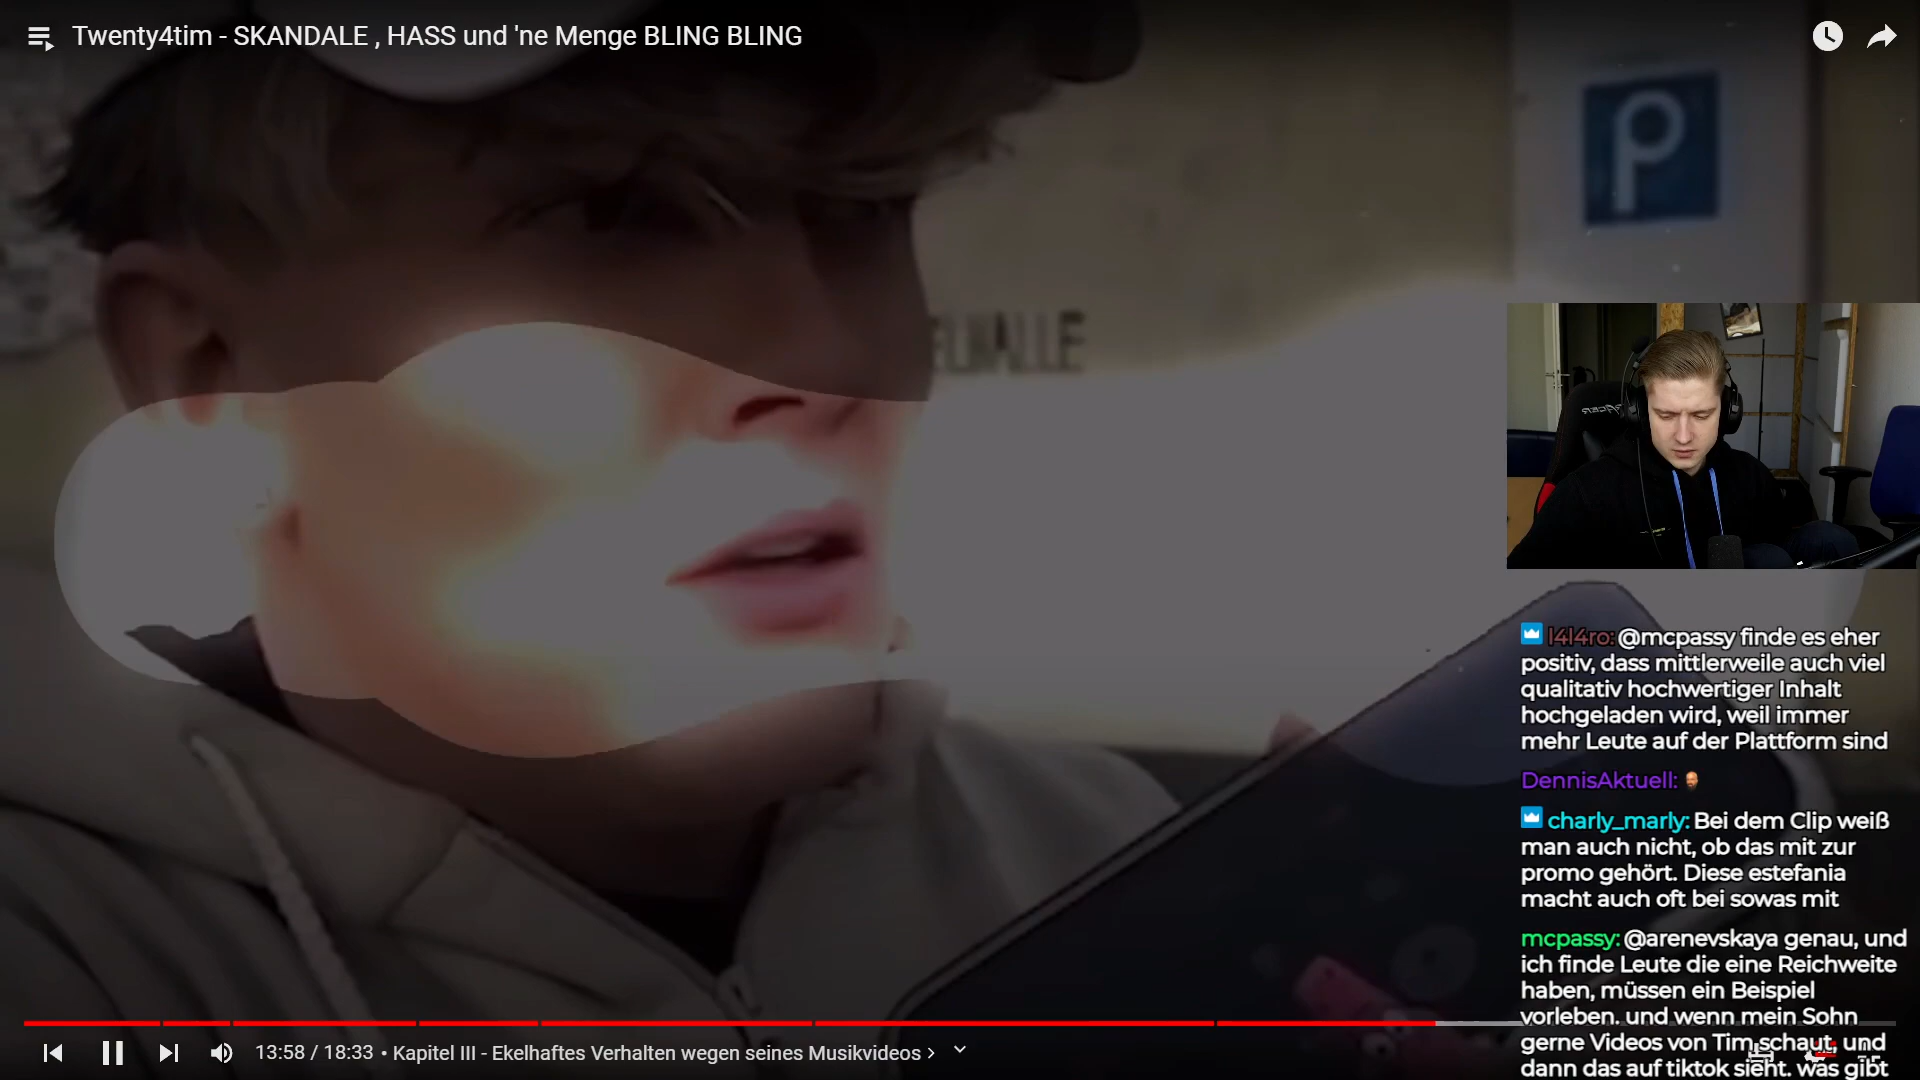 Twenty4tim - SKANDALE , HASS und 'ne Menge BLING BLING
P
l4l4ro: @mcpassy finde es eher
positiv, dass mittlerweile auch viel
qualitativ hochwertiger Inhalt
hochgeladen wird, weil immer
mehr Leute auf der Plattform sind
DennisAktuell:
charly_marly: Bei dem Clip weiß
man auch nicht, ob das mit zur
promo gehört. Diese estefania
macht auch oft bei sowas mit
mcpassy: @arenevskaya genau, und
ich finde Leute die eine Reichweite
haben, müssen ein Beispiel
vorleben. und wenn mein Sohn
gerne Videos von Tim schaut, und
dann das auf tiktok sieht. was gibt
13:58 / 18:33 • Kapitel III - Ekelhaftes Verhalten wegen seines Musikvideos